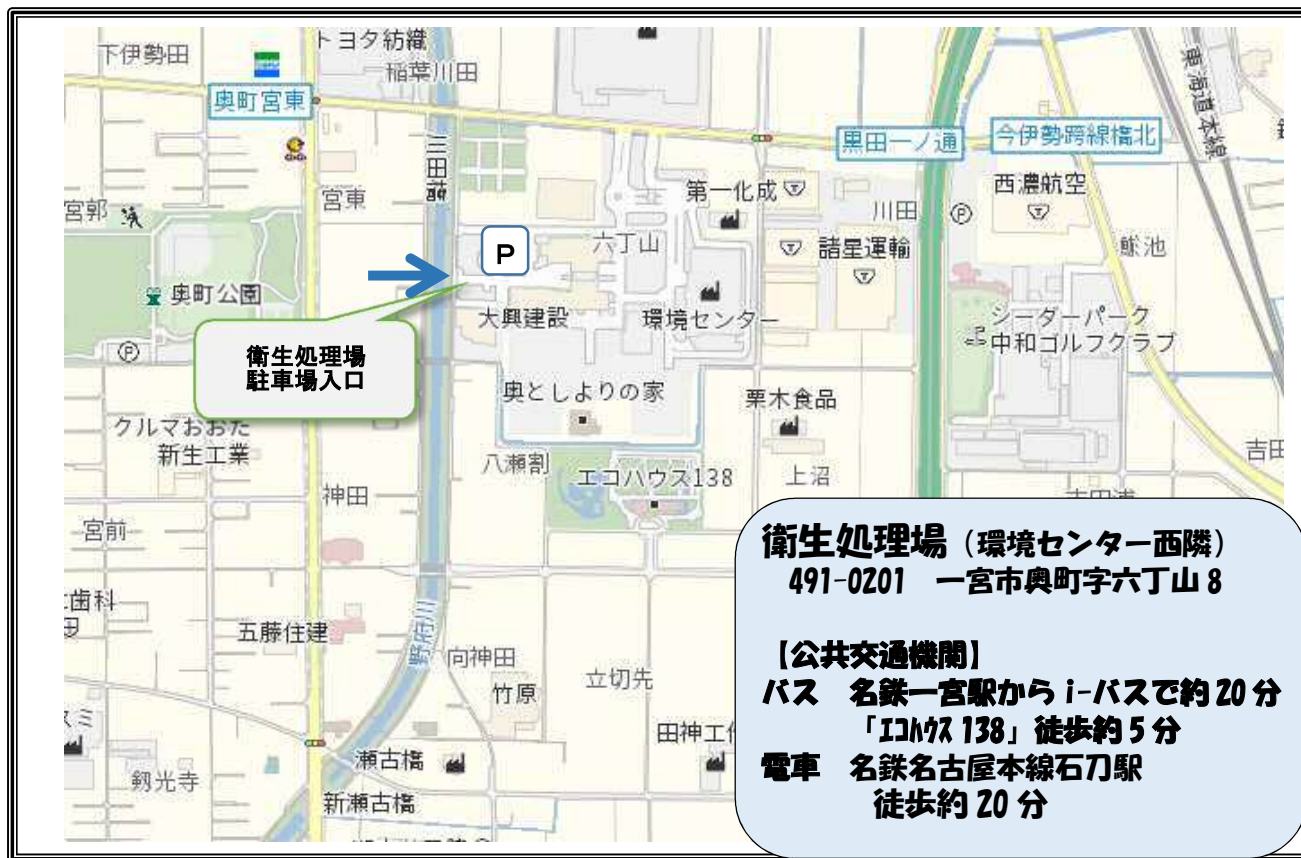 下伊勢田
トヨタ紡織
稲葉川田
東海道本線
奥町宮東
黒田一ノ通
今伊勢跨線橋北
三田前
宮東
宮郭
第一化成
川田
西濃航空
P
六丁山
諸星運輸
鯲池
奥町公園
大興建設
環境センター
シーダーパーク
中和ゴルフクラブ
衛生処理場
駐車場入口
奥としよりの家
栗木食品
クルマおおた
新生工業
八瀬割
エコハウス138
上沼
吉田
神田
宮前
歯科
五藤住建
野府川
向神田
竹原
立切先
田神工
瀬古橋
剱光寺
新瀬古橋
衛生処理場(環境センター西隣)
491-0201 一宮市奥町字六丁山8
【公共交通機関】
バス 名鉄一宮駅からi-バスで約20分
「エコハウス138」徒歩約5分
電車 名鉄名古屋本線石刀駅
徒歩約20分